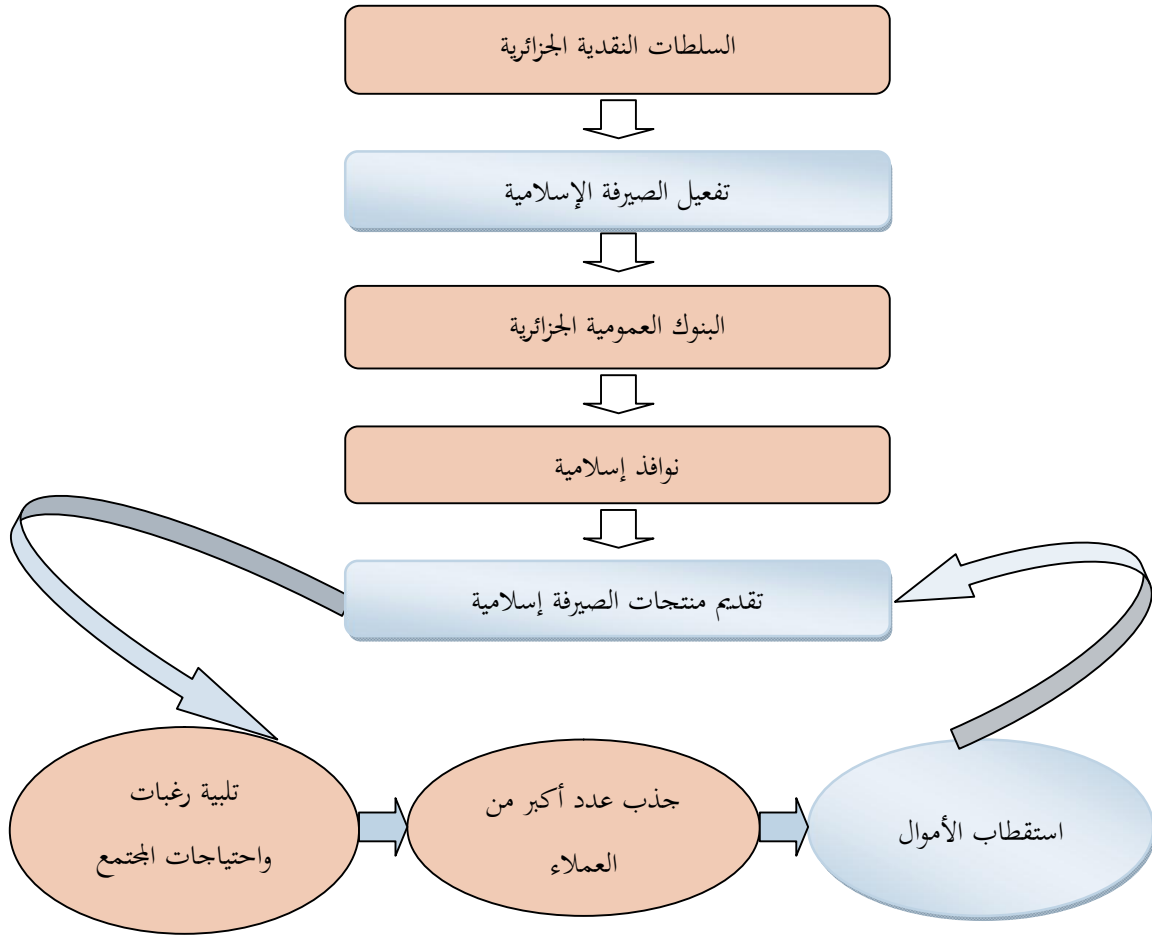 السلطات النقدية الجزائرية
تفعيل الصيرفة الإسلامية
البنوك العمومية الجزائرية
نوافذ إسلامية
تقديم منتجات الصيرفة إسلامية
تلبية رغبات
واحتياجات المجتمع
جذب عدد أكبر من
العملاء
استقطاب الأموال